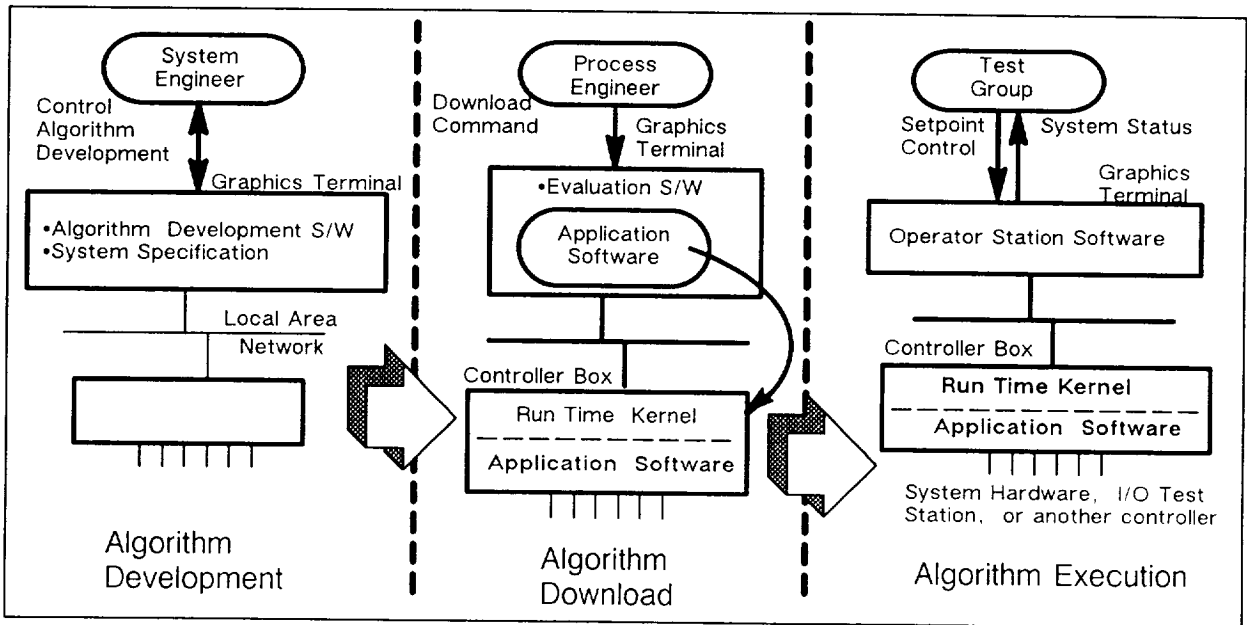 System
Engineer
Control
Algorithm
Development
Graphics Terminal
•Algorithm Development S/W
•System Specification
Local Area
Network
Algorithm
Development
Process
Engineer
Download
Command
Graphics
Terminal
•Evaluation S/W
Application
Software
Controller Box
Run Time Kernel
Application Software
Algorithm
Download
Test
Group
Setpoint
Control
System Status
Graphics
Terminal
Operator Station Software
Controller Box
Run Time Kernel
Application Software
System Hardware, I/O Test
Station, or another controller
Algorithm Execution